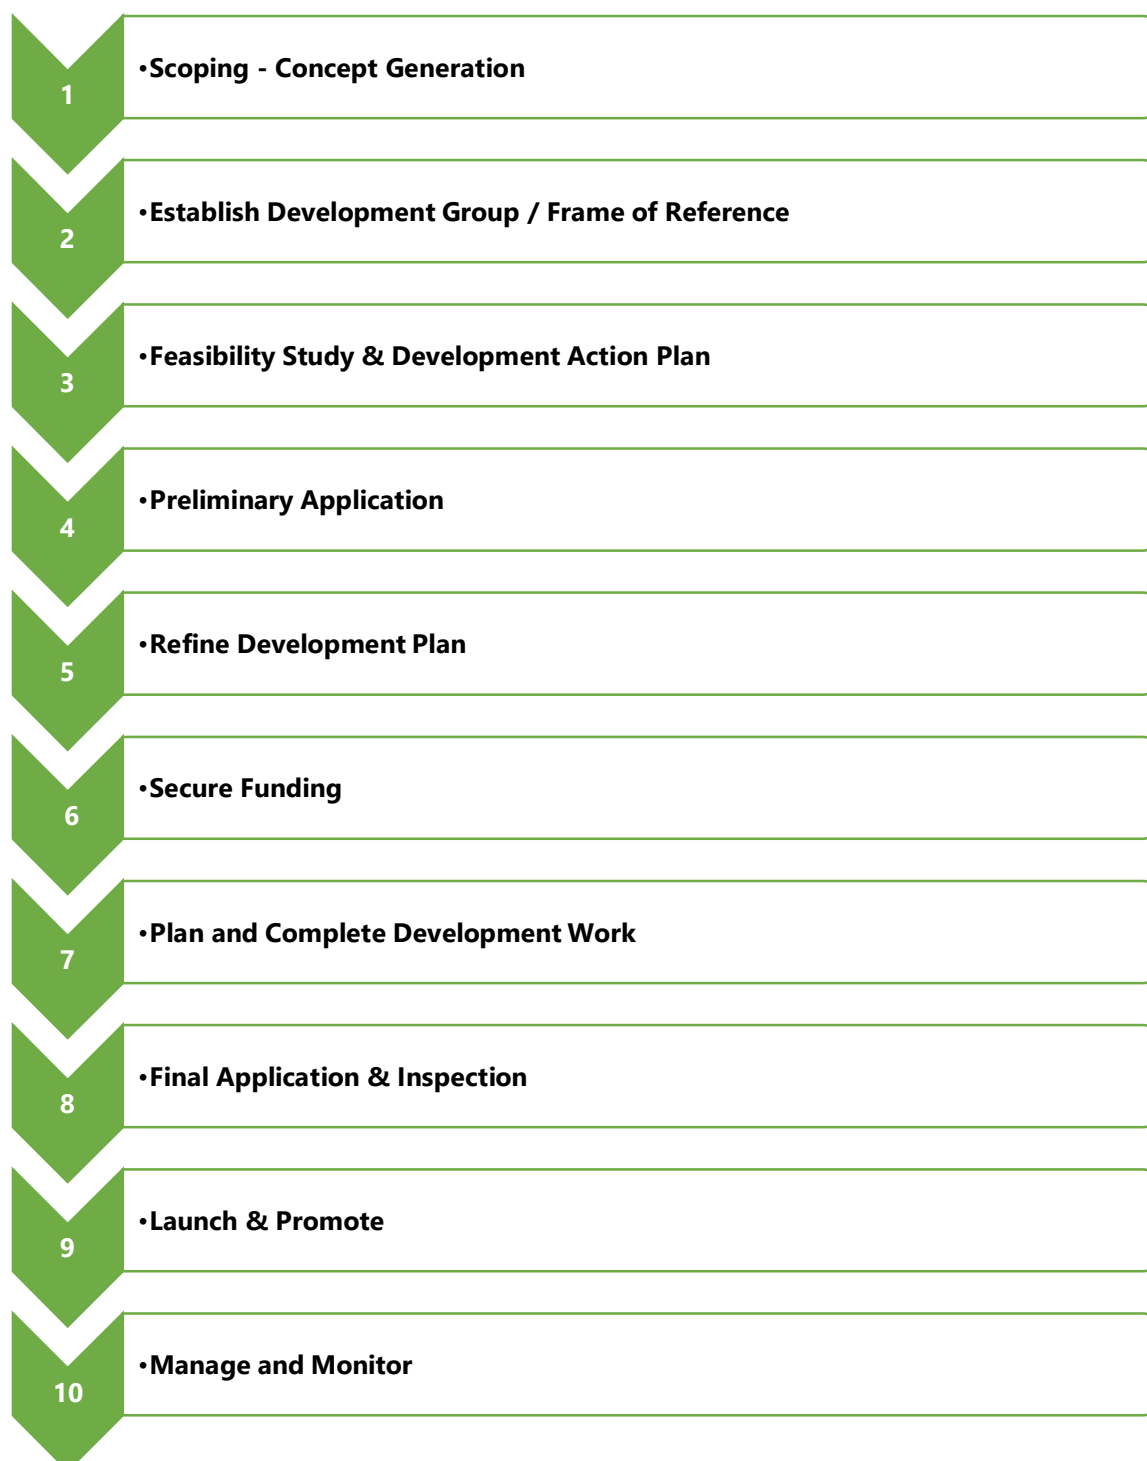 1
•Scoping - Concept Generation
2
•Establish Development Group / Frame of Reference
3
•Feasibility Study & Development Action Plan
4
•Preliminary Application
5
•Refine Development Plan
6
•Secure Funding
7
•Plan and Complete Development Work
8
•Final Application & Inspection
9
•Launch & Promote
10
•Manage and Monitor